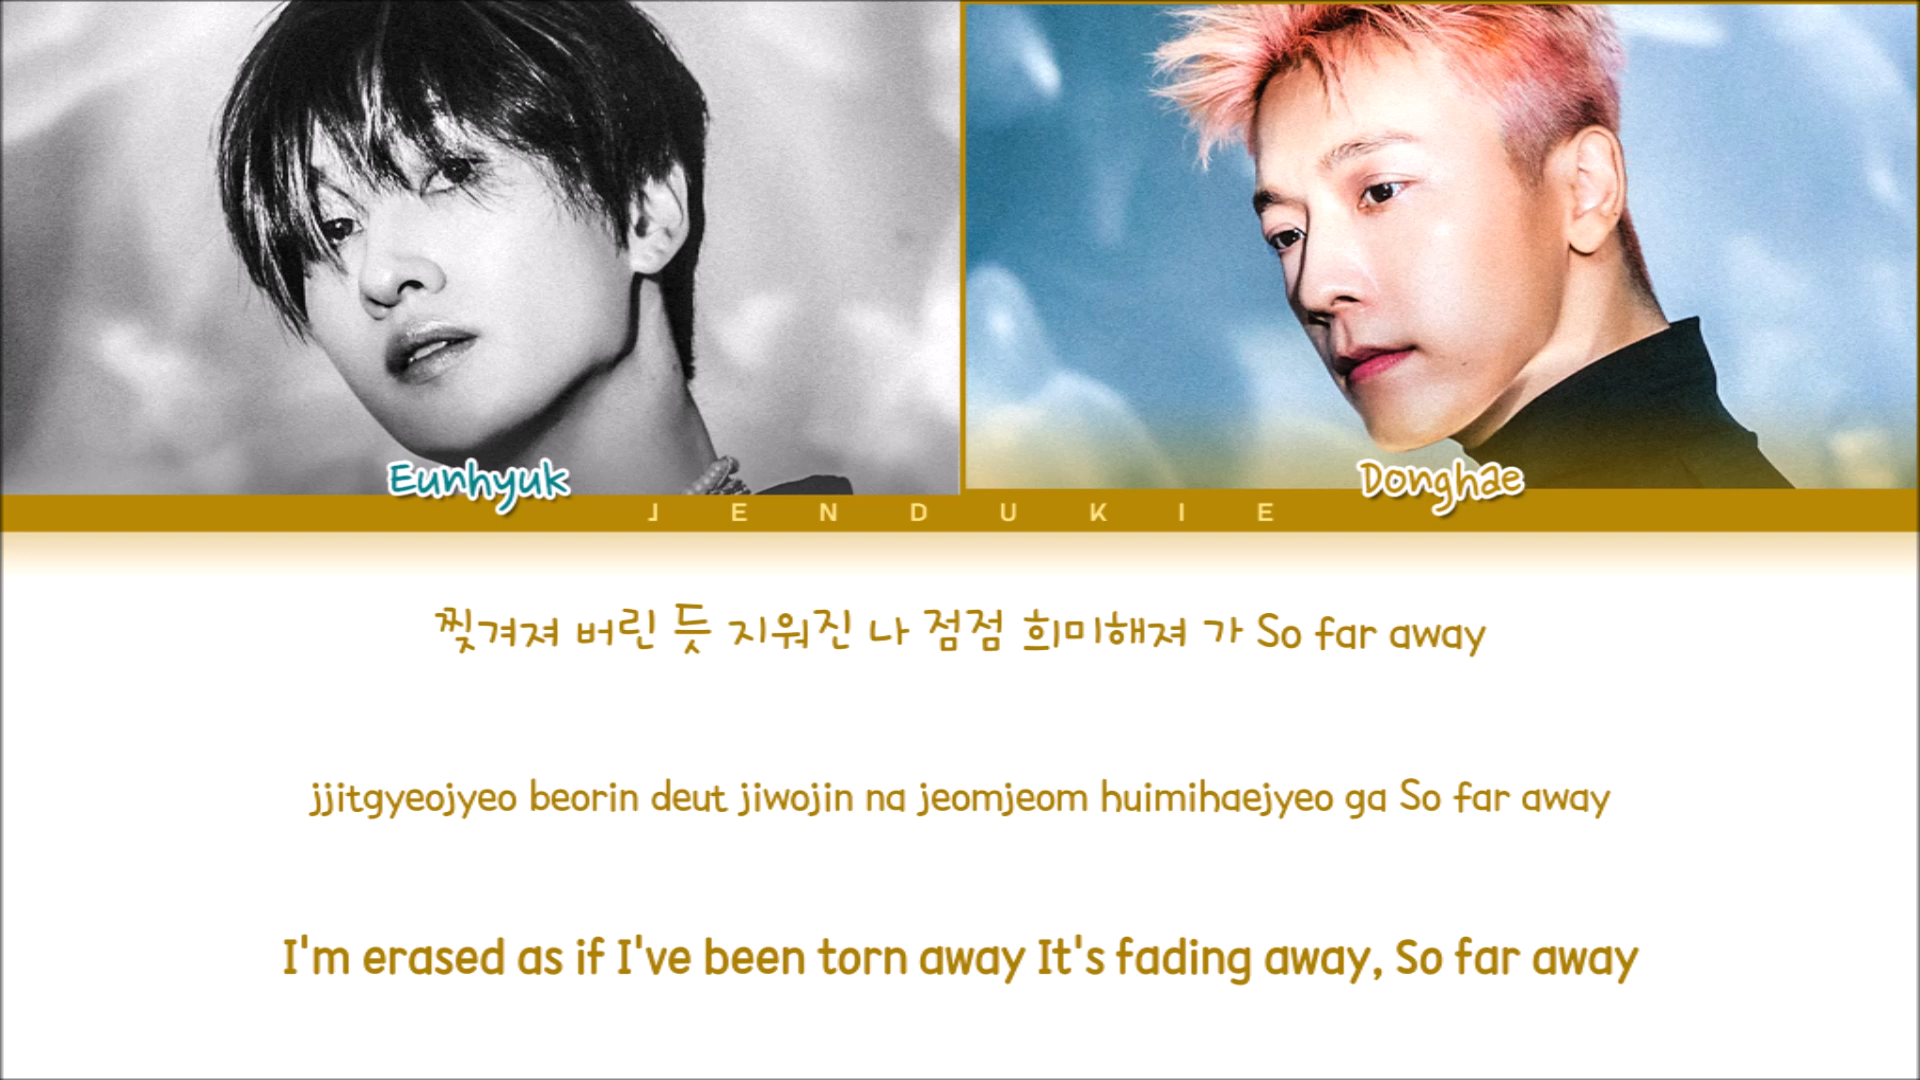 Eunhyuk
Donghae
JENDUKIE
찢겨져 버린 듯 지워진 나 점점 희미해져 가 So far away
jjitgyeojyeo beorin deut jiwojin na jeomjeom huimihaejyeo ga So far away
I'm erased as if I've been torn away It's fading away, So far away